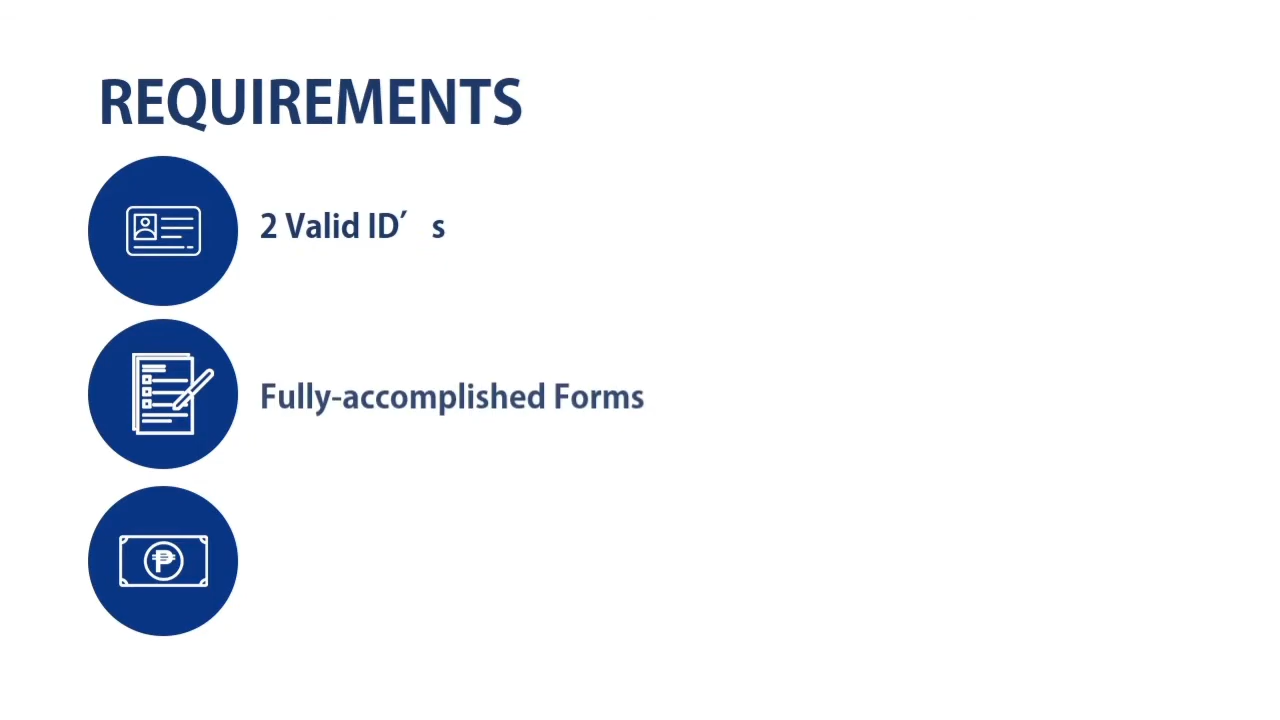 REQUIREMENTS
2 Valid ID’s
Fully-accomplished Forms
₱